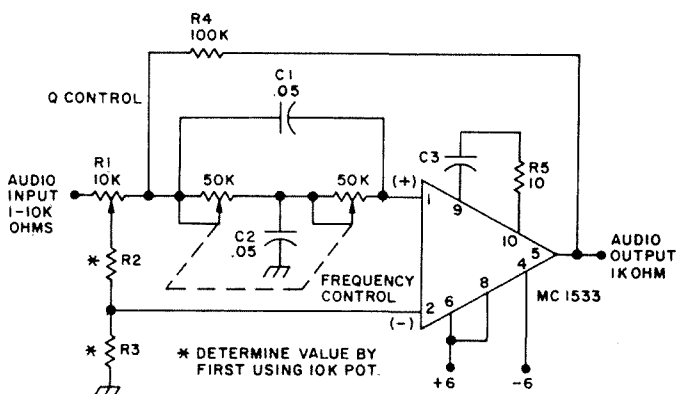 R4
100K
C1
.05
Q CONTROL
R1
10K
50K
50K
AUDIO
INPUT
1-10K
OHMS
(+)
1
C3
9
R5
10
10
5
4
AUDIO
OUTPUT
1K OHM
C2
.05
* R2
FREQUENCY
CONTROL
2
(-)
6
8
MC 1533
* R3
* DETERMINE VALUE BY
FIRST USING 10K POT.
+6
-6